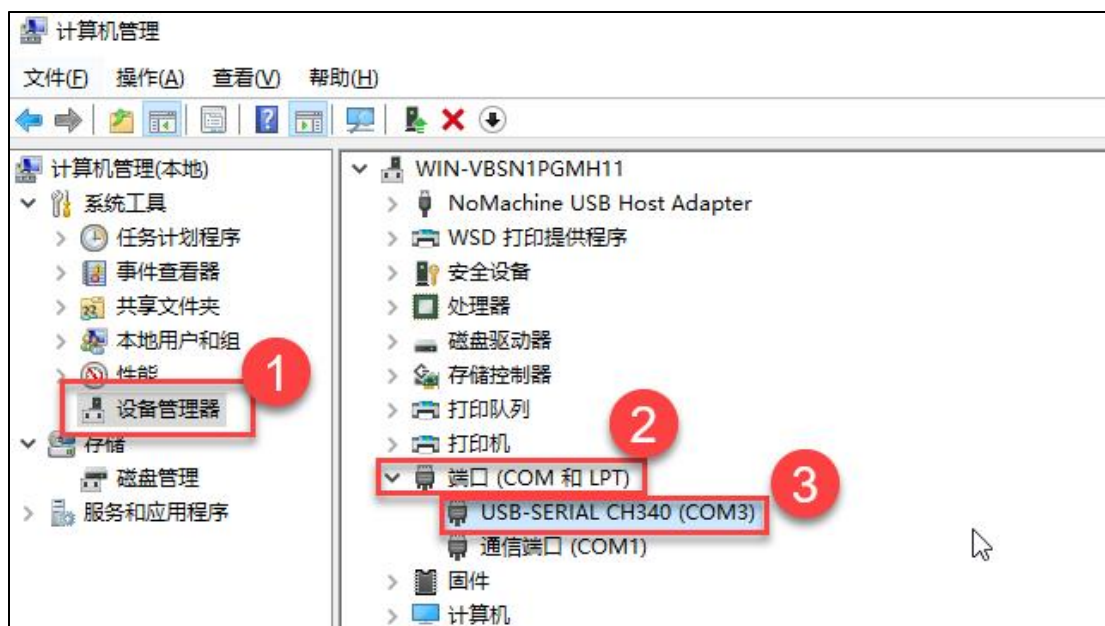 计算机管理
文件(F) 操作(A) 查看(V) 帮助(H)
计算机管理(本地)
系统工具
任务计划程序
事件查看器
共享文件夹
本地用户和组
性能
设备管理器
存储
磁盘管理
服务和应用程序
1
WIN-VBSN1PGMH11
NoMachine USB Host Adapter
WSD 打印提供程序
安全设备
处理器
磁盘驱动器
存储控制器
打印队列
打印机
2
端口 (COM 和 LPT)
3
USB-SERIAL CH340 (COM3)
通信端口 (COM1)
固件
计算机